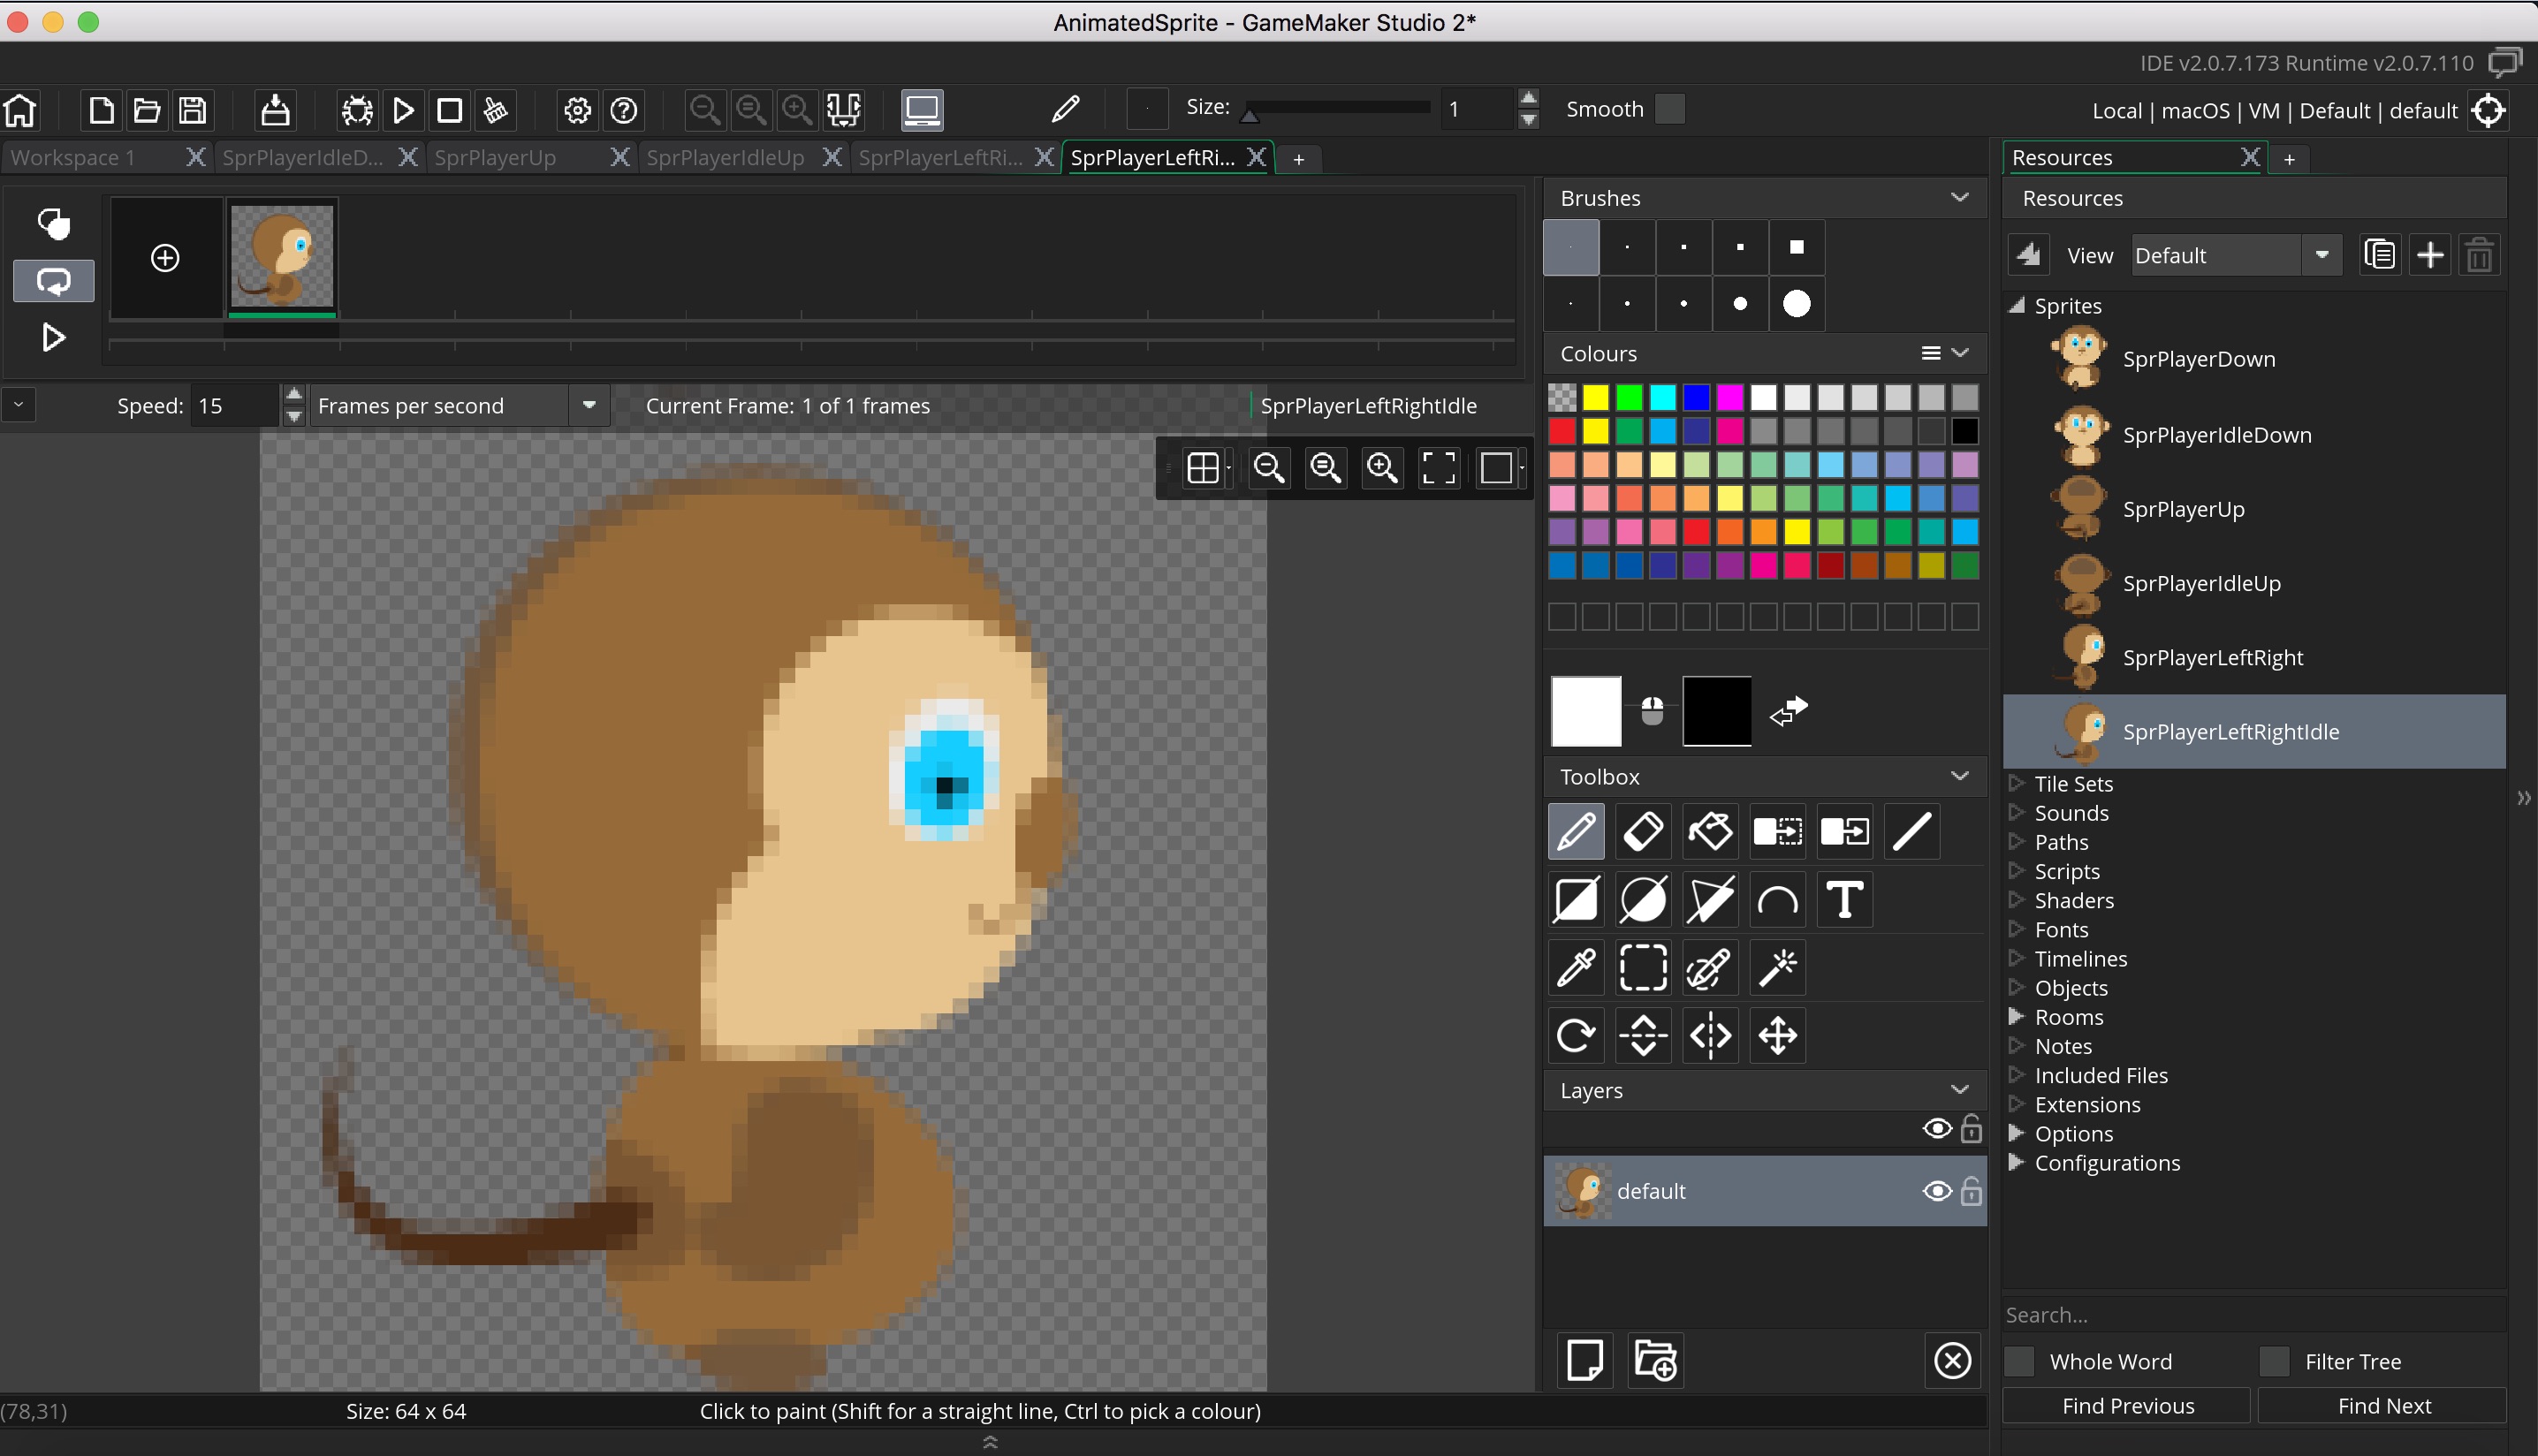 AnimatedSprite - GameMaker Studio 2*
IDE v2.0.7.173 Runtime v2.0.7.110
Size: 1 Smooth
Local | macOS | VM | Default | default
Workspace 1 SprPlayerIdleD... SprPlayerUp SprPlayerIdleUp SprPlayerLeftRi... SprPlayerLeftRi... +
Resources +
Brushes
Resources
View Default
Sprites
SprPlayerDown
SprPlayerIdleDown
SprPlayerUp
SprPlayerIdleUp
SprPlayerLeftRight
SprPlayerLeftRightIdle
Tile Sets
Sounds
Paths
Scripts
Shaders
Fonts
Timelines
Objects
Rooms
Notes
Included Files
Extensions
Options
Configurations
Colours
Speed: 15 Frames per second Current Frame: 1 of 1 frames SprPlayerLeftRightIdle
Toolbox
T
Layers
default
Search...
Whole Word Filter Tree
Find Previous Find Next
(78,31) Size: 64 x 64 Click to paint (Shift for a straight line, Ctrl to pick a colour)